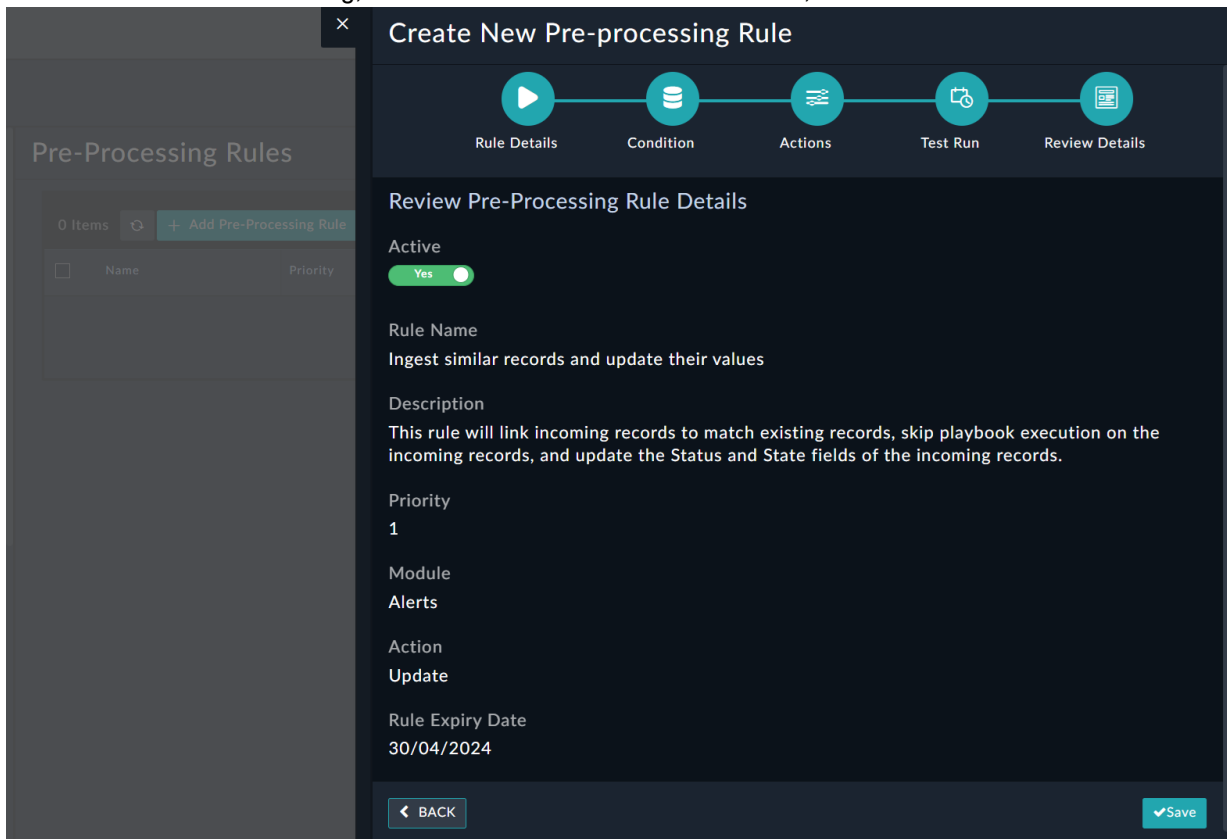 ×
Create New Pre-processing Rule
Rule Details Condition Actions Test Run Review Details
Pre-Processing Rules
0 Items + Add Pre-Processing Rule
Name Priority
Review Pre-Processing Rule Details
Active
Yes
Rule Name
Ingest similar records and update their values
Description
This rule will link incoming records to match existing records, skip playbook execution on the
incoming records, and update the Status and State fields of the incoming records.
Priority
1
Module
Alerts
Action
Update
Rule Expiry Date
30/04/2024
BACK
Save